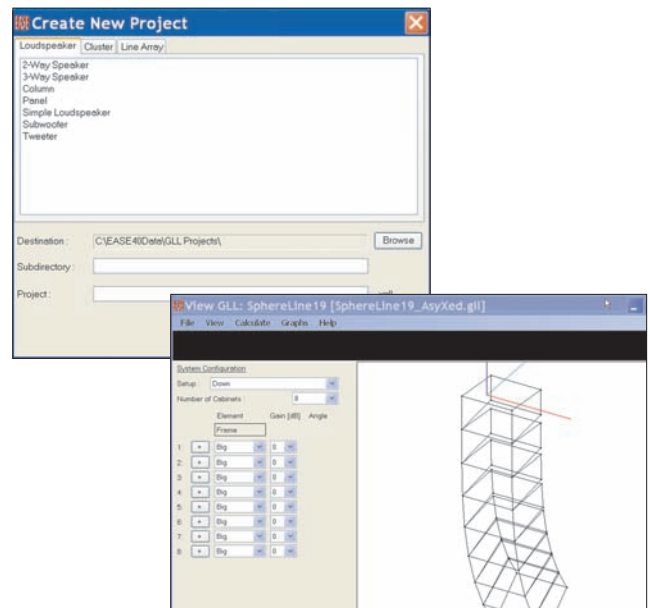 Create New Project
Loudspeaker Cluster Line Array
2-Way Speaker
3-Way Speaker
Column
Panel
Simple Loudspeaker
Subwoofer
Tweeter
Destination : C:\EASE40Data\GLL Projects\ Browse
Subdirectory :
Project :
View GLL: SphereLine19 [SphereLine19_AsyXed.gll]
File View Calculate Graphs Help
System Configuration
Setup : Down
Number of Cabinets 8
Element Gain [dB] Angle
Frame
1: + Big 0
2: + Big 0
3: + Big 0
4: + Big 0
5: + Big 0
6: + Big 0
7: + Big 0
8: + Big 0